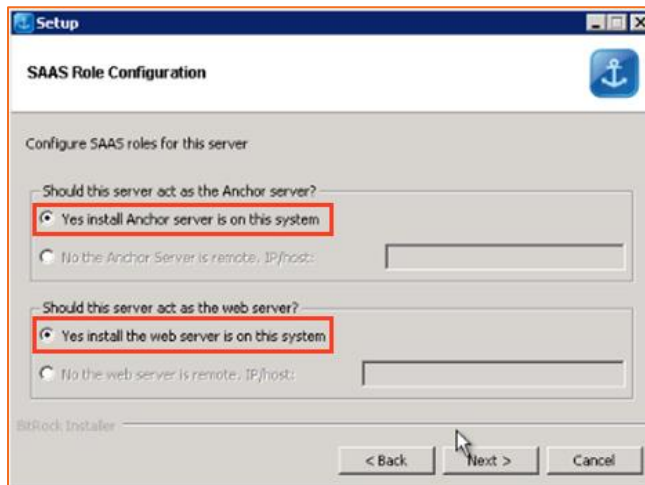 Setup
SAAS Role Configuration
Configure SAAS roles for this server
Should this server act as the Anchor server?
Yes install Anchor server is on this system
No the Anchor Server is remote, IP/host:
Should this server act as the web server?
Yes install the web server is on this system
No the web server is remote, IP/host:
BitRock Installer
< Back Next > Cancel